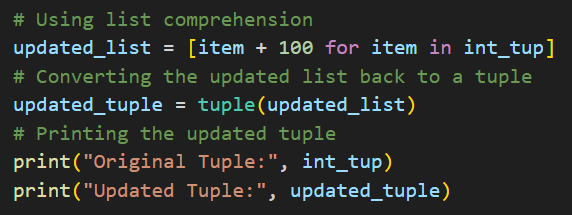 # Using list comprehension
updated_list = [item + 100 for item in int_tup]
# Converting the updated list back to a tuple
updated_tuple = tuple(updated_list)
# Printing the updated tuple
print("Original Tuple:", int_tup)
print("Updated Tuple:", updated_tuple)